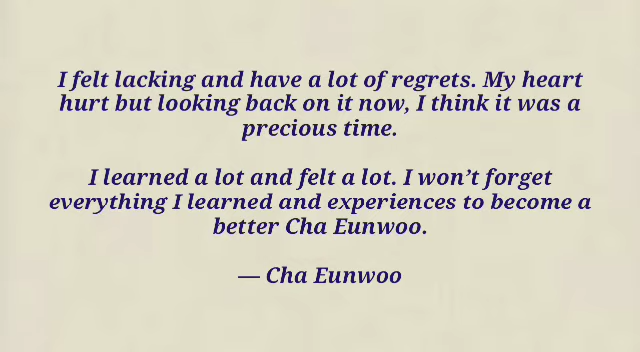 I felt lacking and have a lot of regrets. My heart
hurt but looking back on it now, I think it was a
precious time.
I learned a lot and felt a lot. I won’t forget
everything I learned and experiences to become a
better Cha Eunwoo.
— Cha Eunwoo